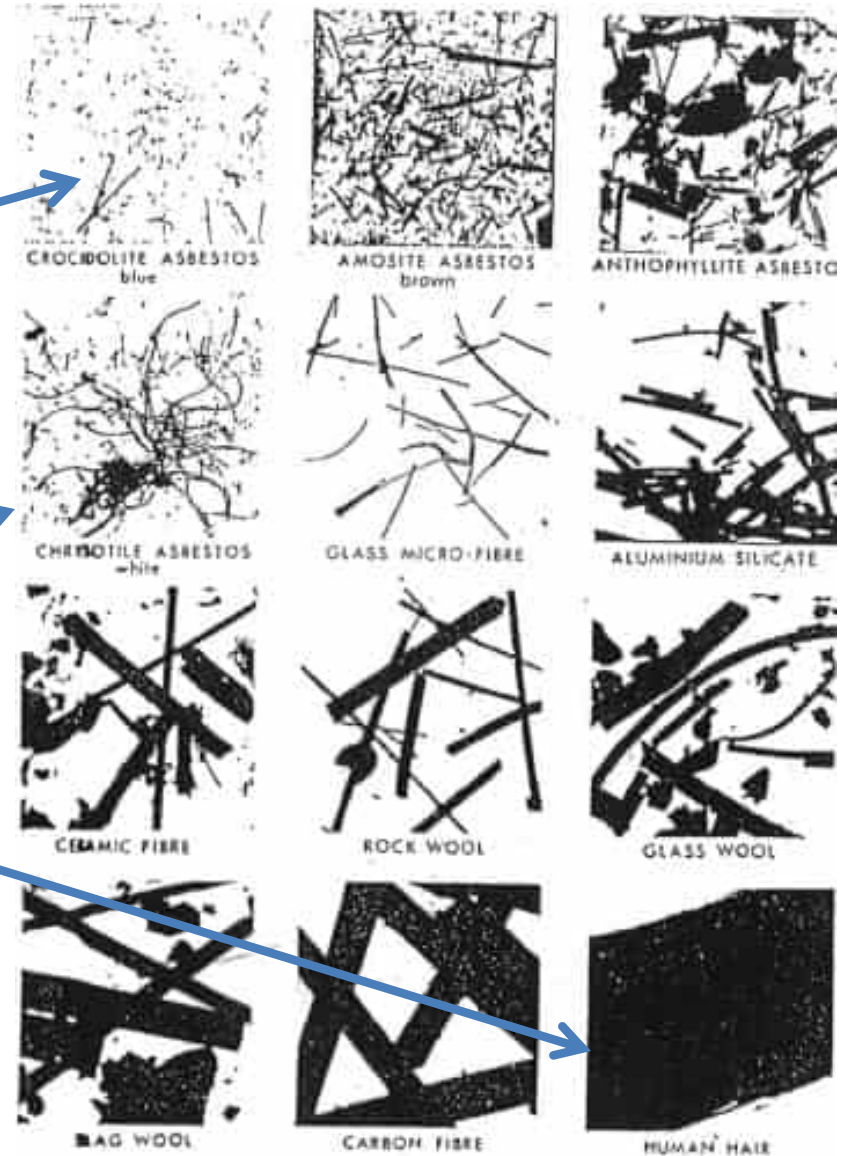 CROCIDOLITE ASBESTOS
blue
AMOSITE ASBESTOS
brown
ANTHOPHYLLITE ASBESTO
CHRYSOTILE ASBESTOS
white
GLASS MICRO-FIBRE
ALUMINIUM SILICATE
CERAMIC FIBRE
ROCK WOOL
GLASS WOOL
SLAG WOOL
CARBON FIBRE
HUMAN HAIR